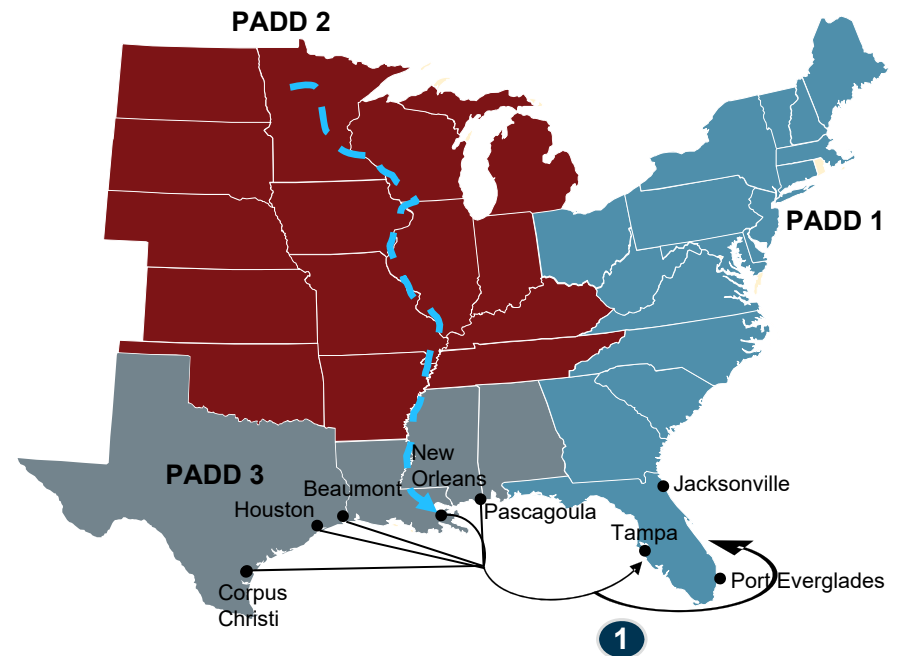 PADD 2
PADD 1
New
Orleans
PADD 3
Beaumont
Houston
Pascagoula
Jacksonville
Tampa
Port Everglades
Corpus
Christi
1